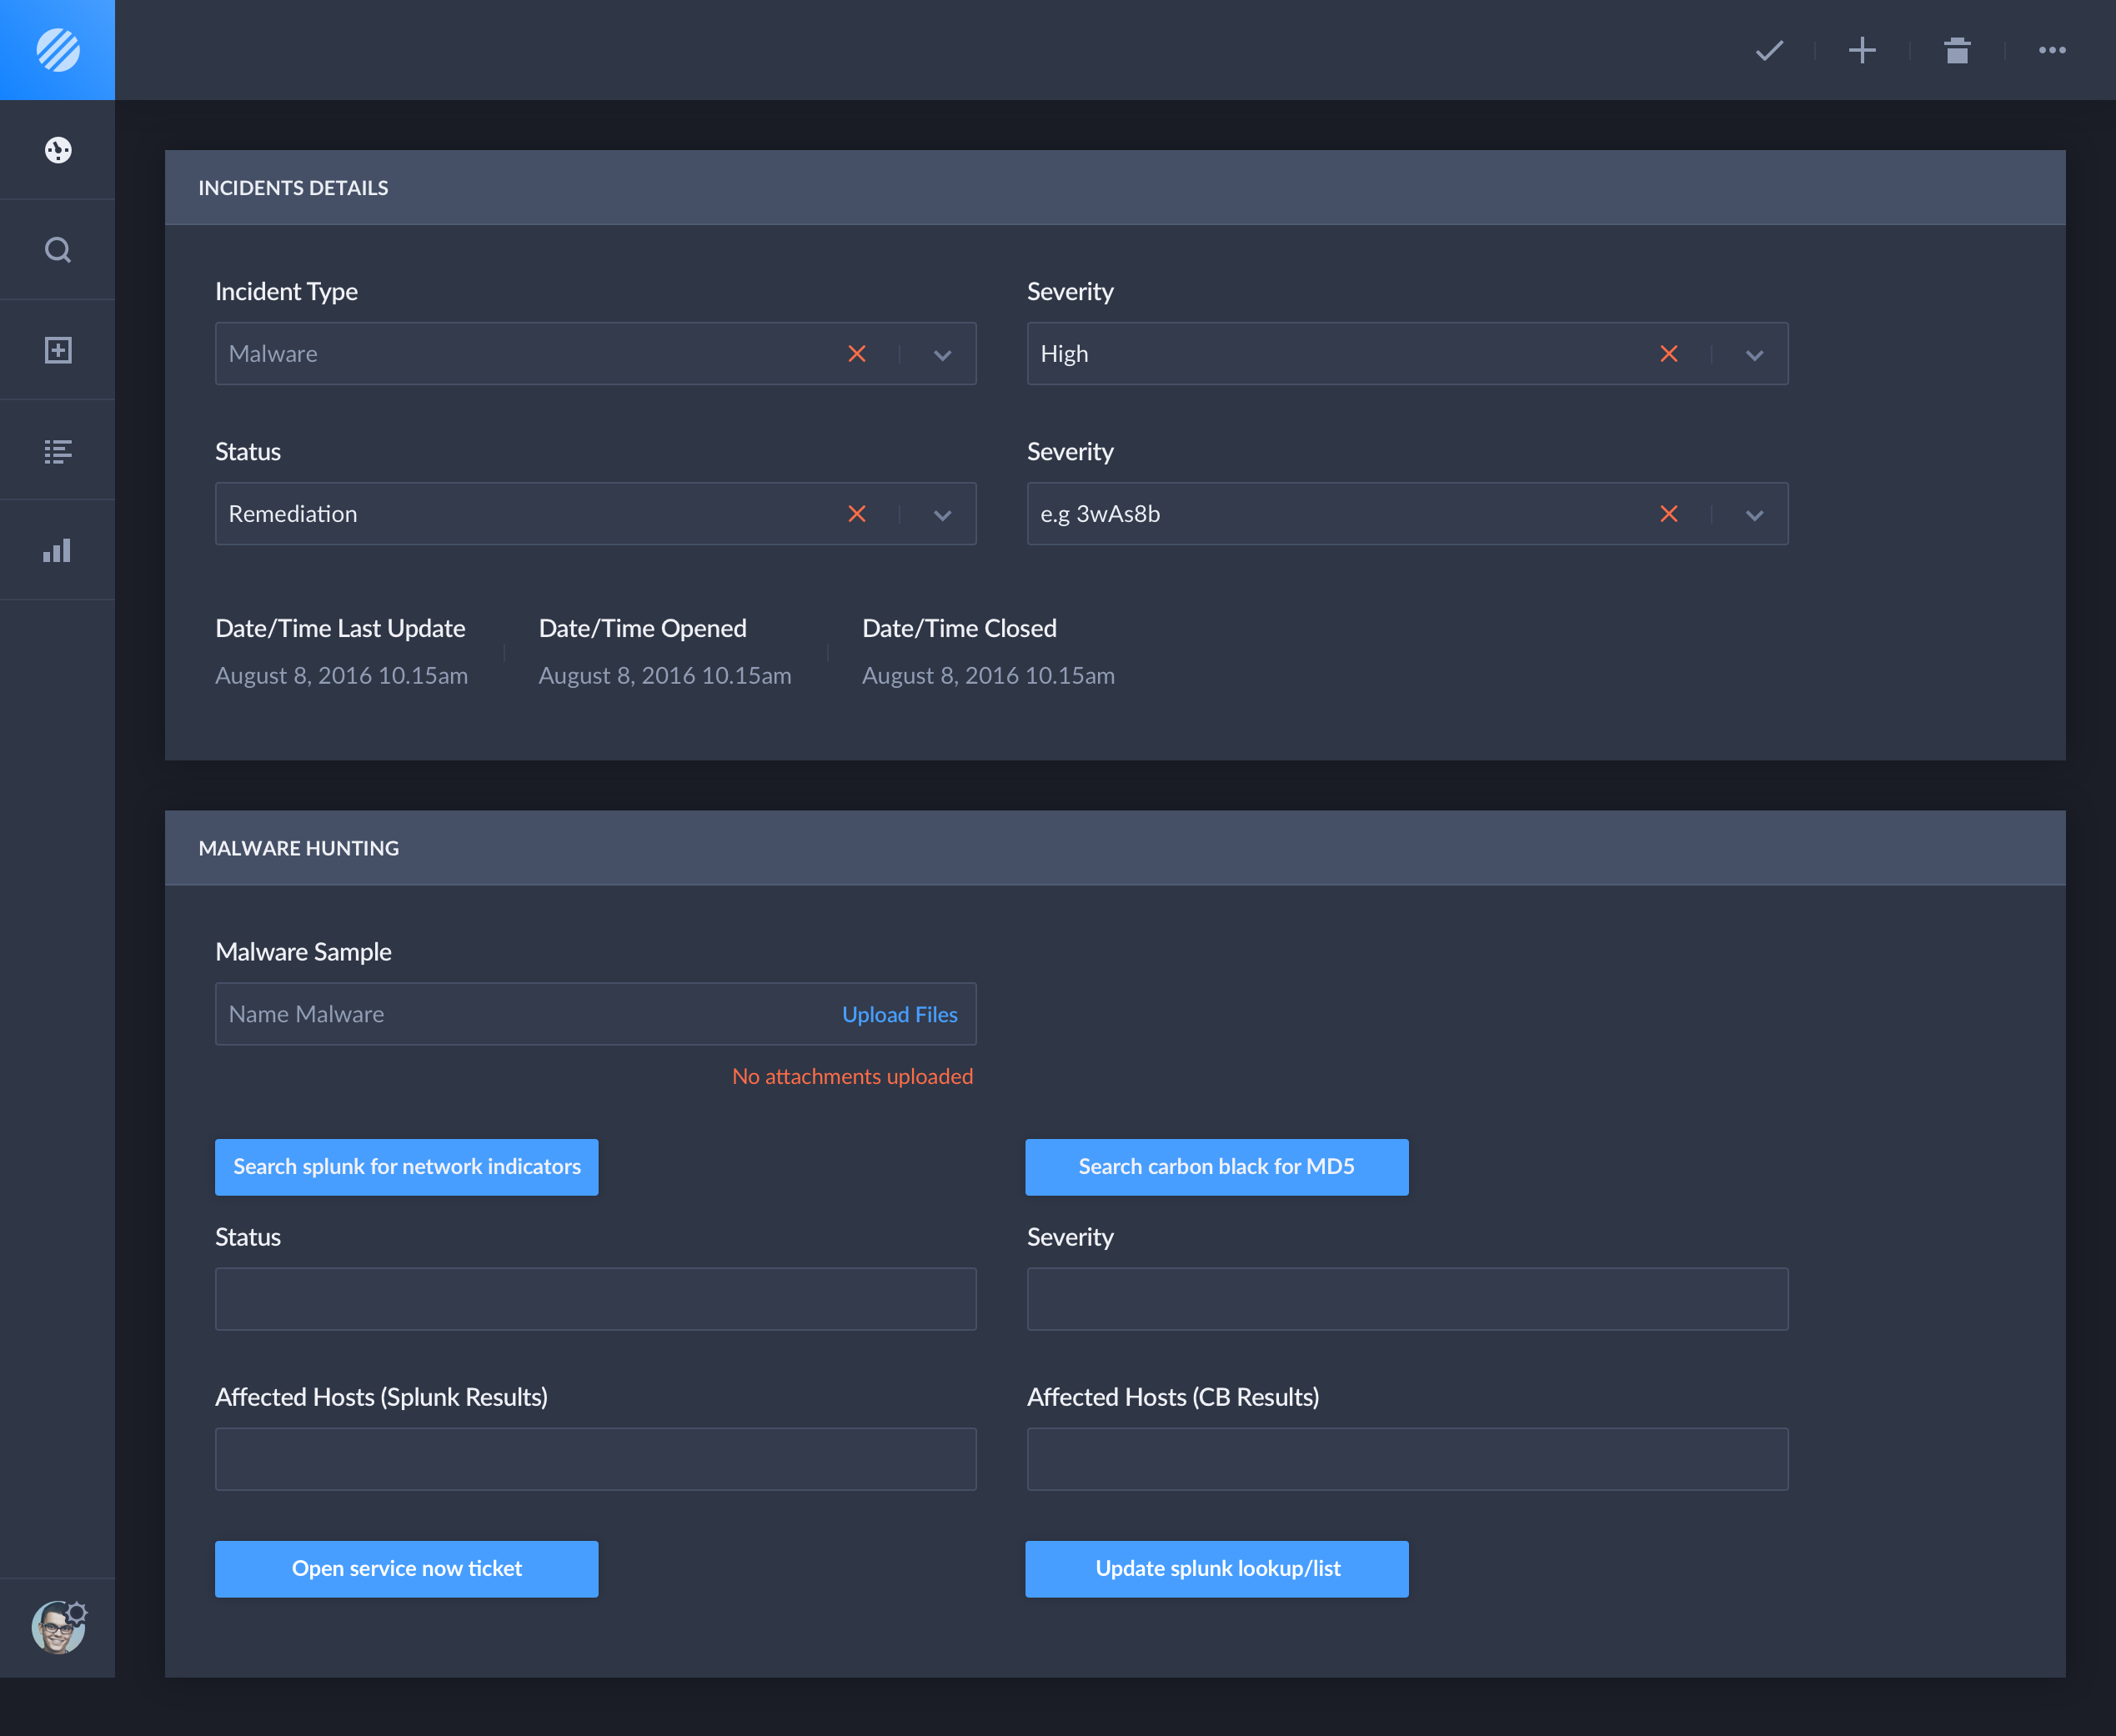 INCIDENTS DETAILS
Incident Type
Severity
Malware
High
Status
Severity
Remediation
e.g 3wAs8b
Date/Time Last Update
Date/Time Opened
Date/Time Closed
August 8, 2016 10.15am
August 8, 2016 10.15am
August 8, 2016 10.15am
MALWARE HUNTING
Malware Sample
Name Malware
Upload Files
No attachments uploaded
Search splunk for network indicators
Search carbon black for MD5
Status
Severity
Affected Hosts (Splunk Results)
Affected Hosts (CB Results)
Open service now ticket
Update splunk lookup/list